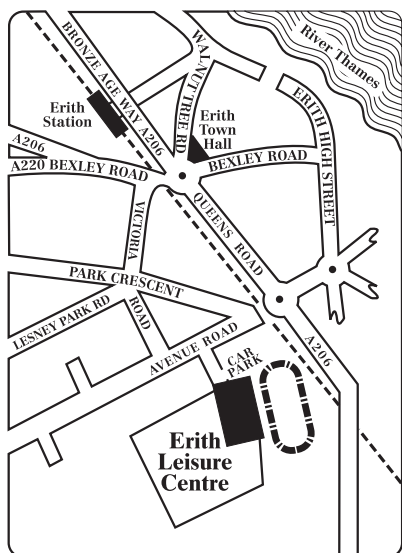 River Thames
BRONZE AGE WAY A206
WALNUT TREE RD
ERITH HIGH STREET
Erith
Station
Erith
Town
Hall
A206
A220 BEXLEY ROAD
BEXLEY ROAD
VICTORIA
ROAD
QUEENS ROAD
PARK CRESCENT
LESNEY PARK RD
AVENUE ROAD
A206
CAR
PARK
Erith
Leisure
Centre